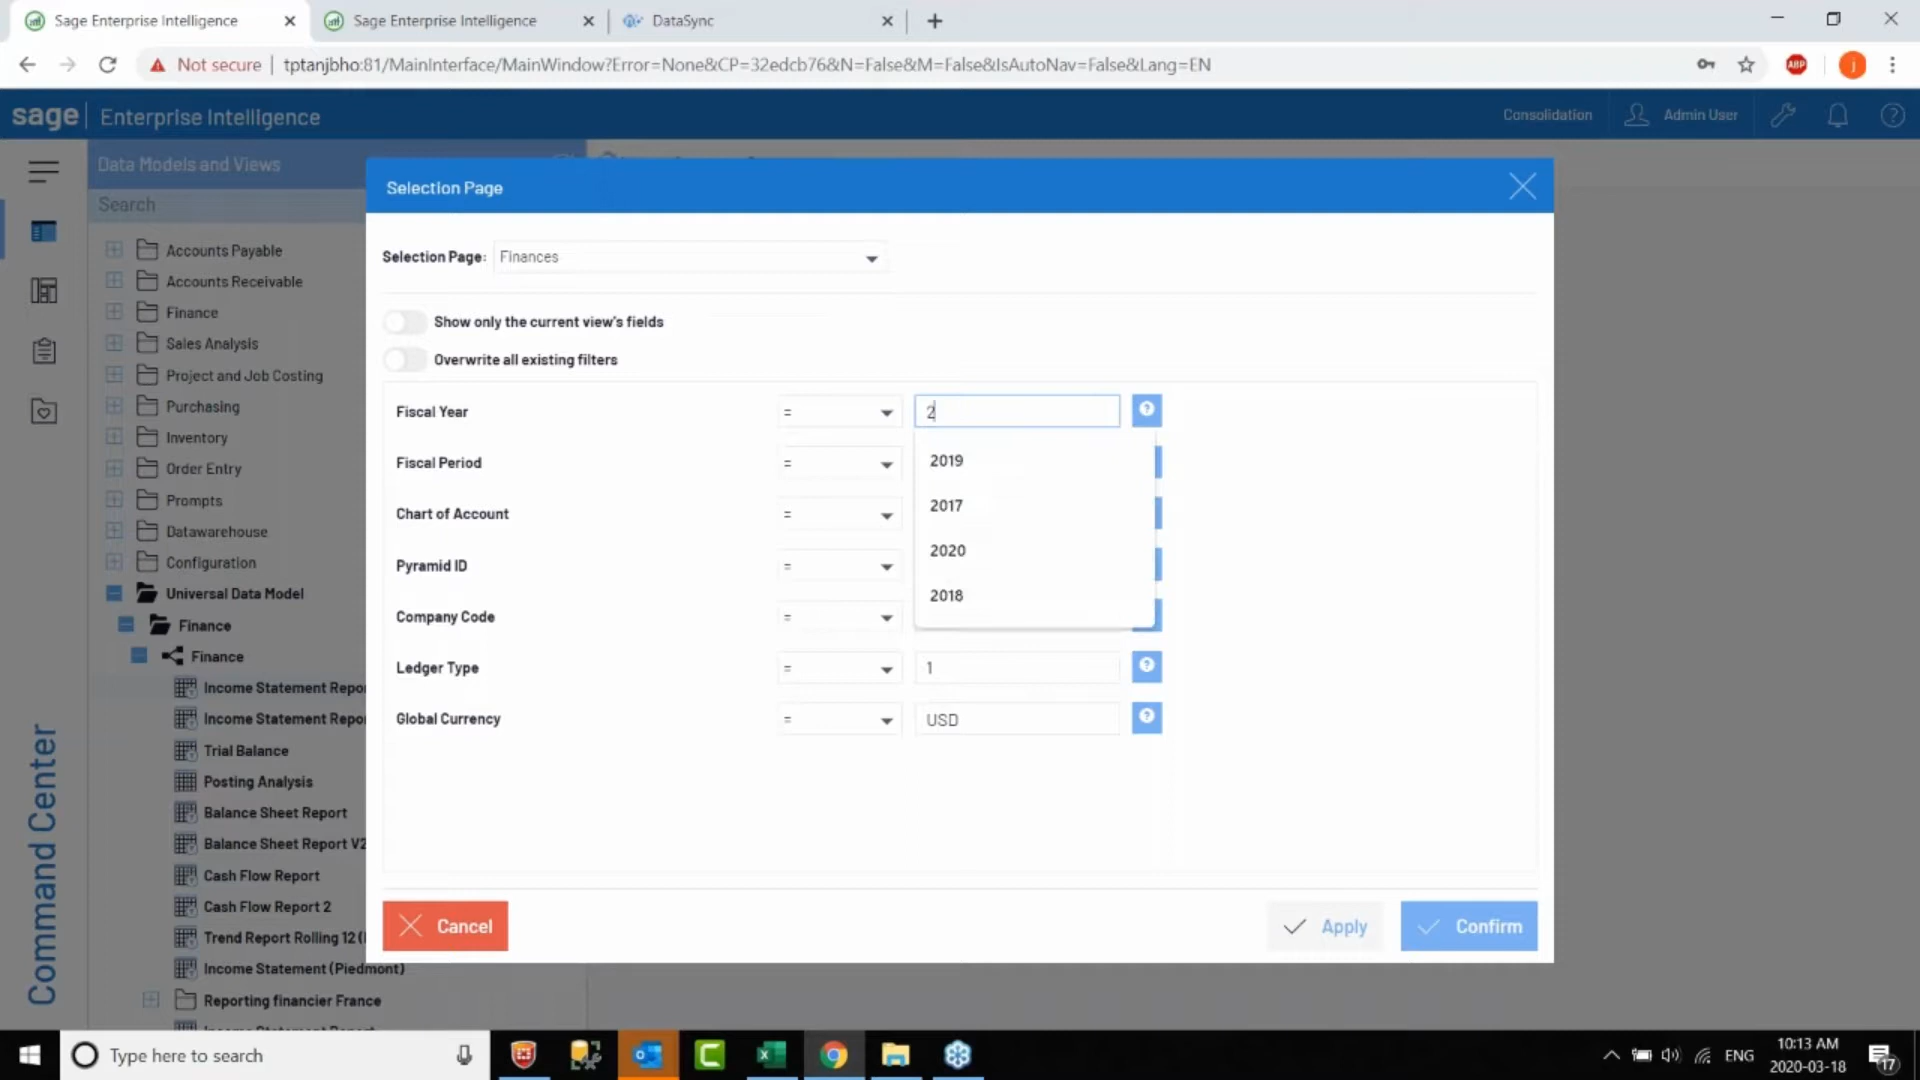 Sage Enterprise Intelligence
Sage Enterprise Intelligence
DataSync
Not secure
tptanjbho:81/MainInterface/MainWindow?Error=None&CP=32edcb76&N=False&M=False&IsAutoNav=False&Lang=EN
ABP
j
sage
Enterprise Intelligence
Consolidation
Admin User
Data Models and Views
Search
Accounts Payable
Accounts Receivable
Finance
Sales Analysis
Project and Job Costing
Purchasing
Inventory
Order Entry
Prompts
Datawarehouse
Configuration
Universal Data Model
Finance
Finance
Income Statement Repo
Income Statement Repo
Trial Balance
Posting Analysis
Balance Sheet Report
Balance Sheet Report V2
Cash Flow Report
Cash Flow Report 2
Trend Report Rolling 12 (
Income Statement (Piedmont)
Reporting financier France
Command Center
Selection Page
Selection Page:
Finances
Show only the current view's fields
Overwrite all existing filters
Fiscal Year
=
2
2019
2017
2020
2018
Fiscal Period
=
Chart of Account
=
Pyramid ID
=
Company Code
=
Ledger Type
=
1
Global Currency
=
USD
Cancel
Apply
Confirm
Type here to search
ENG
10:13 AM
2020-03-18
17